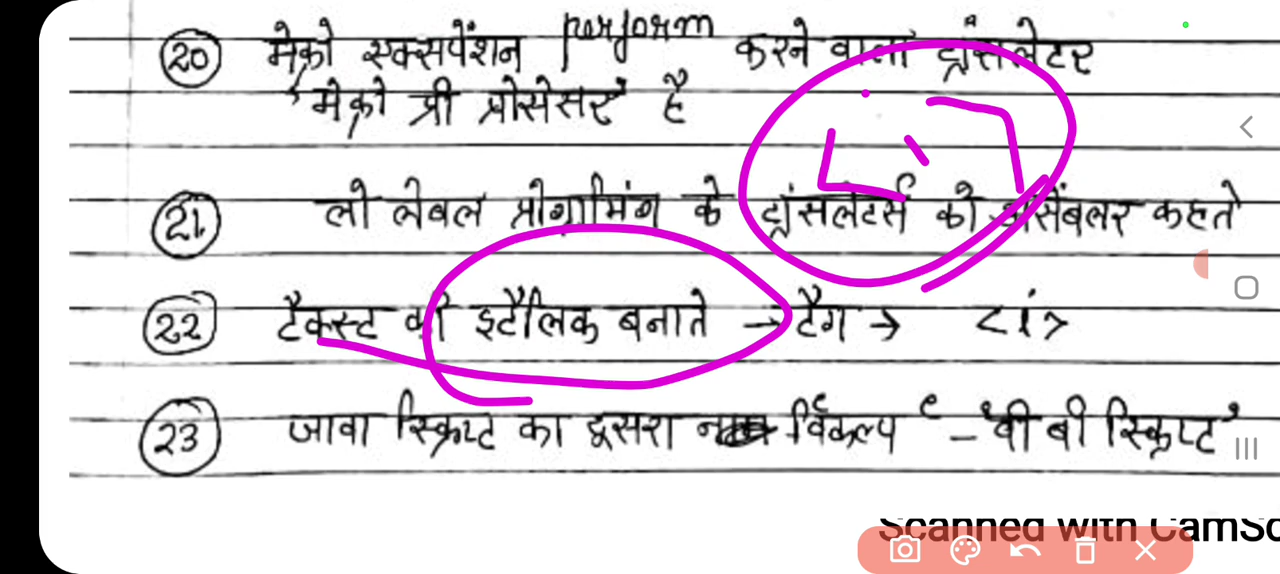 20 मेक्रो एक्सपेंशन perform करने वाला ट्रांसलेटर
'मेक्रो प्री प्रोसेसर' है
21. लो लेबल प्रोग्रामिंग के ट्रांसलेटर्स को असेंबलर कहते
22 टैक्स्ट को इटैलिक बनाते → टैग → <i>
23 जावा स्क्रिप्ट का दूसरा विकल्प - वी बी स्क्रिप्ट
Scanned with CamSc